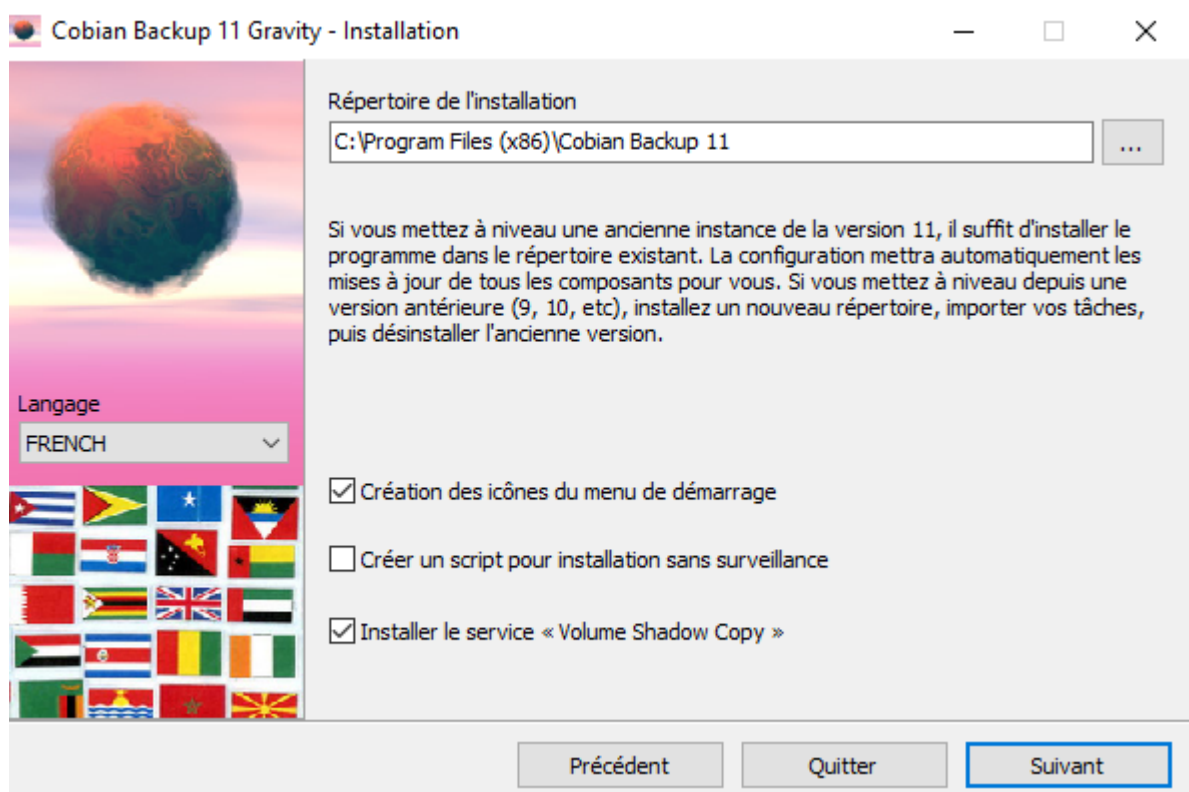 Cobian Backup 11 Gravity - Installation
Répertoire de l'installation
C:\Program Files (x86)\Cobian Backup 11
...
Si vous mettez à niveau une ancienne instance de la version 11, il suffit d'installer le
programme dans le répertoire existant. La configuration mettra automatiquement les
mises à jour de tous les composants pour vous. Si vous mettez à niveau depuis une
version antérieure (9, 10, etc), installez un nouveau répertoire, importer vos tâches,
puis désinstaller l'ancienne version.
Langage
FRENCH
Création des icônes du menu de démarrage
Créer un script pour installation sans surveillance
Installer le service « Volume Shadow Copy »
Précédent
Quitter
Suivant